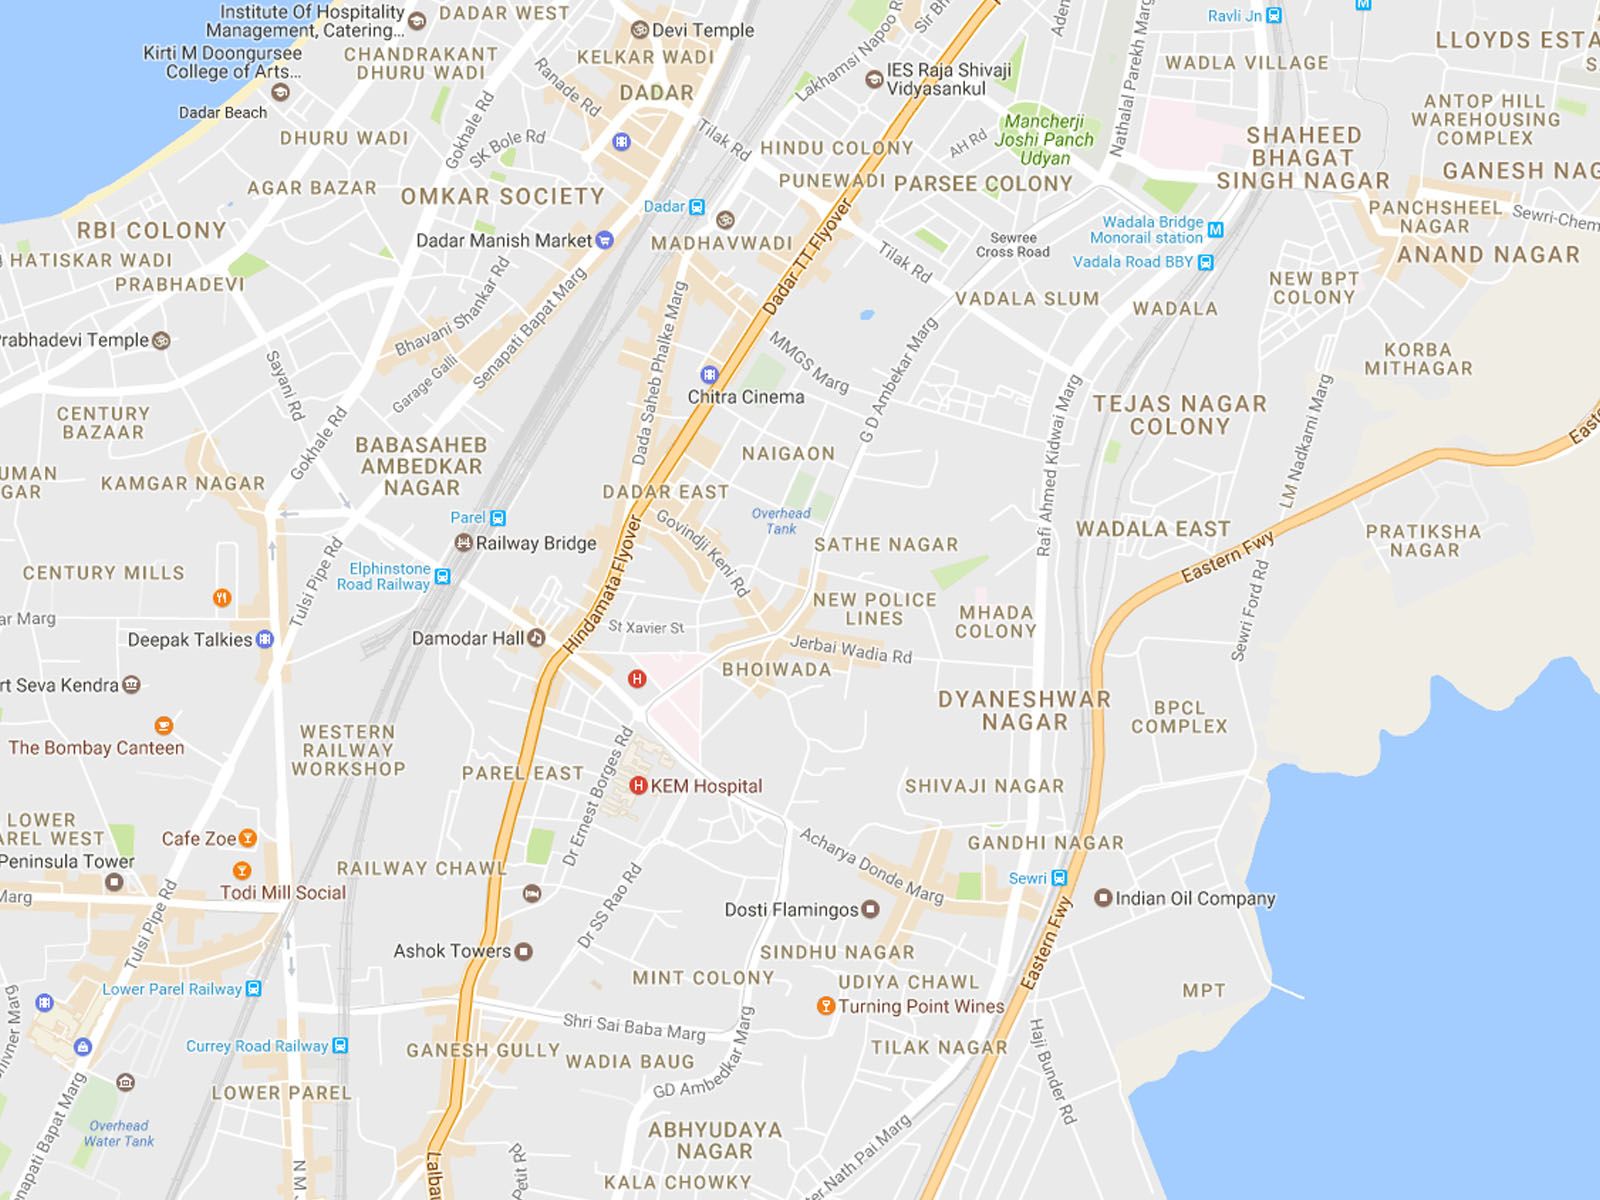 Institute Of Hospitality
Management, Catering...
DADAR WEST
Devi Temple
Lakhamsi Napoo R
Sir Bh
Aden
Nathalal Parekh Marg
Ravli Jn
LLOYDS ESTA
S
Kirti M Doongursee
College of Arts...
CHANDRAKANT
DHURU WADI
KELKAR WADI
IES Raja Shivaji
Vidyasankul
WADLA VILLAGE
Dadar Beach
Ranade Rd
DADAR
Mancherji
Joshi Panch
Udyan
ANTOP HILL
WAREHOUSING
COMPLEX
DHURU WADI
Gokhale Rd
SK Bole Rd
Tilak Rd
HINDU COLONY
AH Rd
SHAHEED
BHAGAT
SINGH NAGAR
GANESH NAG
AGAR BAZAR
OMKAR SOCIETY
PUNEWADI
PARSEE COLONY
Dadar
PANCHSHEEL
NAGAR
Sewri-Chem
RBI COLONY
Dadar Manish Market
MADHAVWADI
Dadar T.T Flyover
Sewree
Cross Road
Wadala Bridge
Monorail station
Vadala Road BBY
ANAND NAGAR
HATISKAR WADI
PRABHADEVI
Bhavani Shankar Rd
Senapati Bapat Marg
Tilak Rd
NEW BPT
COLONY
VADALA SLUM
WADALA
Prabhadevi Temple
Sayani Rd
Garage Galli
Dada Saheb Phalke Marg
MMGS Marg
G D Ambekar Marg
KORBA
MITHAGAR
Chitra Cinema
CENTURY
BAZAAR
Gokhale Rd
BABASAHEB
AMBEDKAR
NAGAR
NAIGAON
Rafi Ahmed Kidwai Marg
TEJAS NAGAR
COLONY
LM Nadkarni Marg
Easte
UMAN
GAR
KAMGAR NAGAR
DADAR EAST
Parel
Railway Bridge
Govindji Keni Rd
Overhead
Tank
SATHE NAGAR
WADALA EAST
Eastern Fwy
PRATIKSHA
NAGAR
CENTURY MILLS
Tulsi Pipe Rd
Elphinstone
Road Railway
Hindamata Flyover
NEW POLICE
LINES
MHADA
COLONY
Sewri Ford Rd
ar Marg
Deepak Talkies
Damodar Hall
St Xavier St
Jerbai Wadia Rd
BHOIWADA
rt Seva Kendra
H
DYANESHWAR
NAGAR
BPCL
COMPLEX
The Bombay Canteen
WESTERN
RAILWAY
WORKSHOP
PAREL EAST
Dr Ernest Borges Rd
H
KEM Hospital
SHIVAJI NAGAR
LOWER
AREL WEST
Cafe Zoe
Peninsula Tower
Todi Mill Social
RAILWAY CHAWL
Acharya Donde Marg
GANDHI NAGAR
Sewri
Indian Oil Company
Marg
Tulsi Pipe Rd
Dr SS Rao Rd
Dosti Flamingos
Ashok Towers
SINDHU NAGAR
Eastern Fwy
Lower Parel Railway
MINT COLONY
UDIYA CHAWL
Turning Point Wines
MPT
Shivner Marg
Currey Road Railway
Shri Sai Baba Marg
TILAK NAGAR
Haji Bunder Rd
GANESH GULLY
WADIA BAUG
GD Ambedkar Marg
LOWER PAREL
Overhead
Water Tank
enapati Bapat Marg
ABHYUDAYA
NAGAR
ter Nath Pai Marg
N M
Lalbau
Petit Rd
KALA CHOWKY